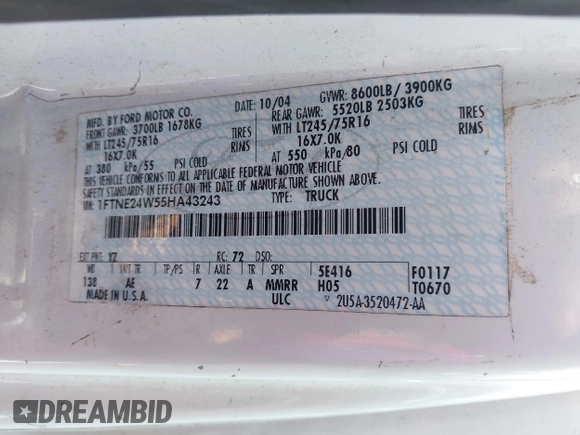 MFD. BY FORD MOTOR CO.
DATE: 10/04 GVWR: 8600LB/ 3900KG
FRONT GAWR: 3700LB 1678KG
REAR GAWR: 5520LB 2503KG
WITH LT245/75R16 TIRES
WITH LT245/75R16 TIRES
16X7.0K RIMS
16X7.0K RIMS
AT 380 kPa/55 PSI COLD
AT 550 kPa/80 PSI COLD
THIS VEHICLE CONFORMS TO ALL APPLICABLE FEDERAL MOTOR VEHICLE
SAFETY STANDARDS IN EFFECT ON THE DATE OF MANUFACTURE SHOWN ABOVE.
VIN: 1FTNE24W55HA43243
TYPE: TRUCK
EXT PNT: YZ RC: 72 DSO:
WB INT TR TP/PS R AXLE TR SPR 5E416 F0117
138 AE 7 22 A MMRR H05 T0670
MADE IN U.S.A. ULC ▽ 2U5A-3520472-AA
DREAMBID